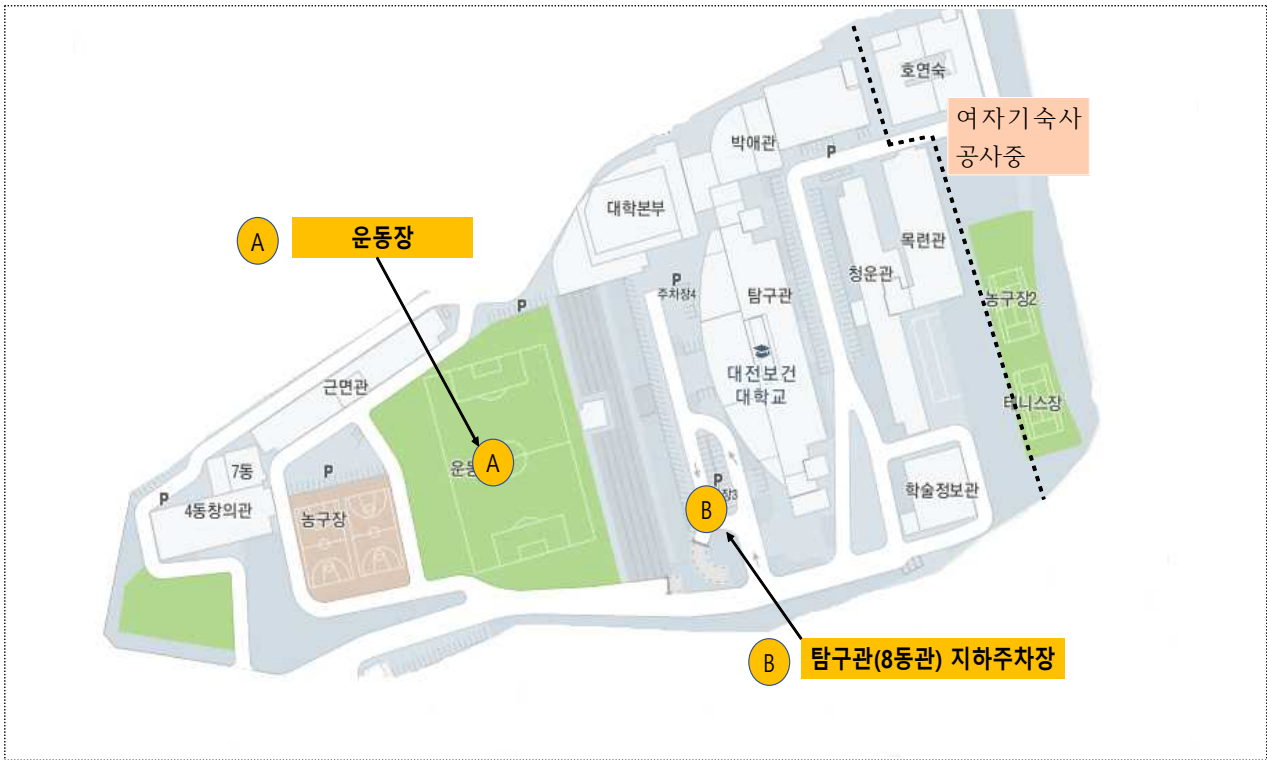 호연숙
여자기숙사
공사중
박애관
P
대학본부
목련관
A
운동장
청운관
P
주차장4
탐구관
농구장2
P
대전보건
대학교
근면관
테니스장
7동
P
운동
A
P
장3
P
4동창의관
농구장
학술정보관
B
B
탐구관(8동관) 지하주차장